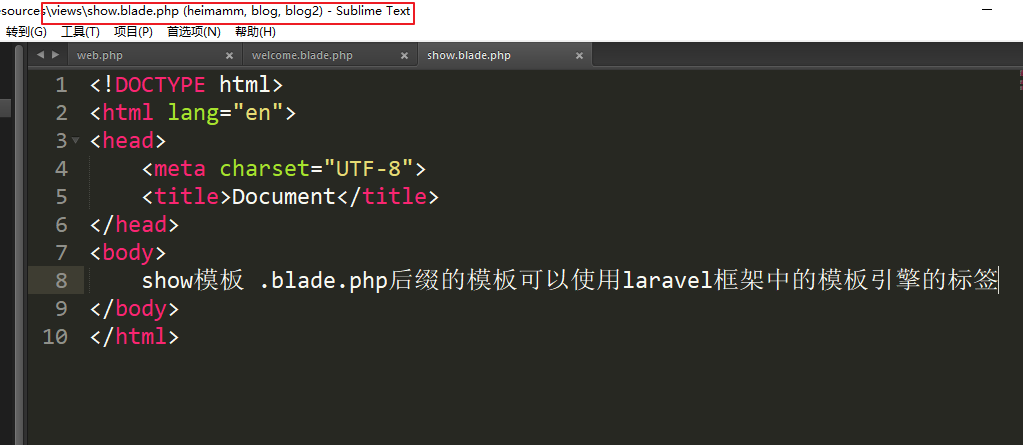 esources\views\show.blade.php (heimamm, blog, blog2) - Sublime Text
转到(G) 工具(T) 项目(P) 首选项(N) 帮助(H)
web.php × welcome.blade.php × show.blade.php ×
1 <!DOCTYPE html>
2 <html lang="en">
3 <head>
4 <meta charset="UTF-8">
5 <title>Document</title>
6 </head>
7 <body>
8 show模板 .blade.php后缀的模板可以使用laravel框架中的模板引擎的标签
9 </body>
10 </html>